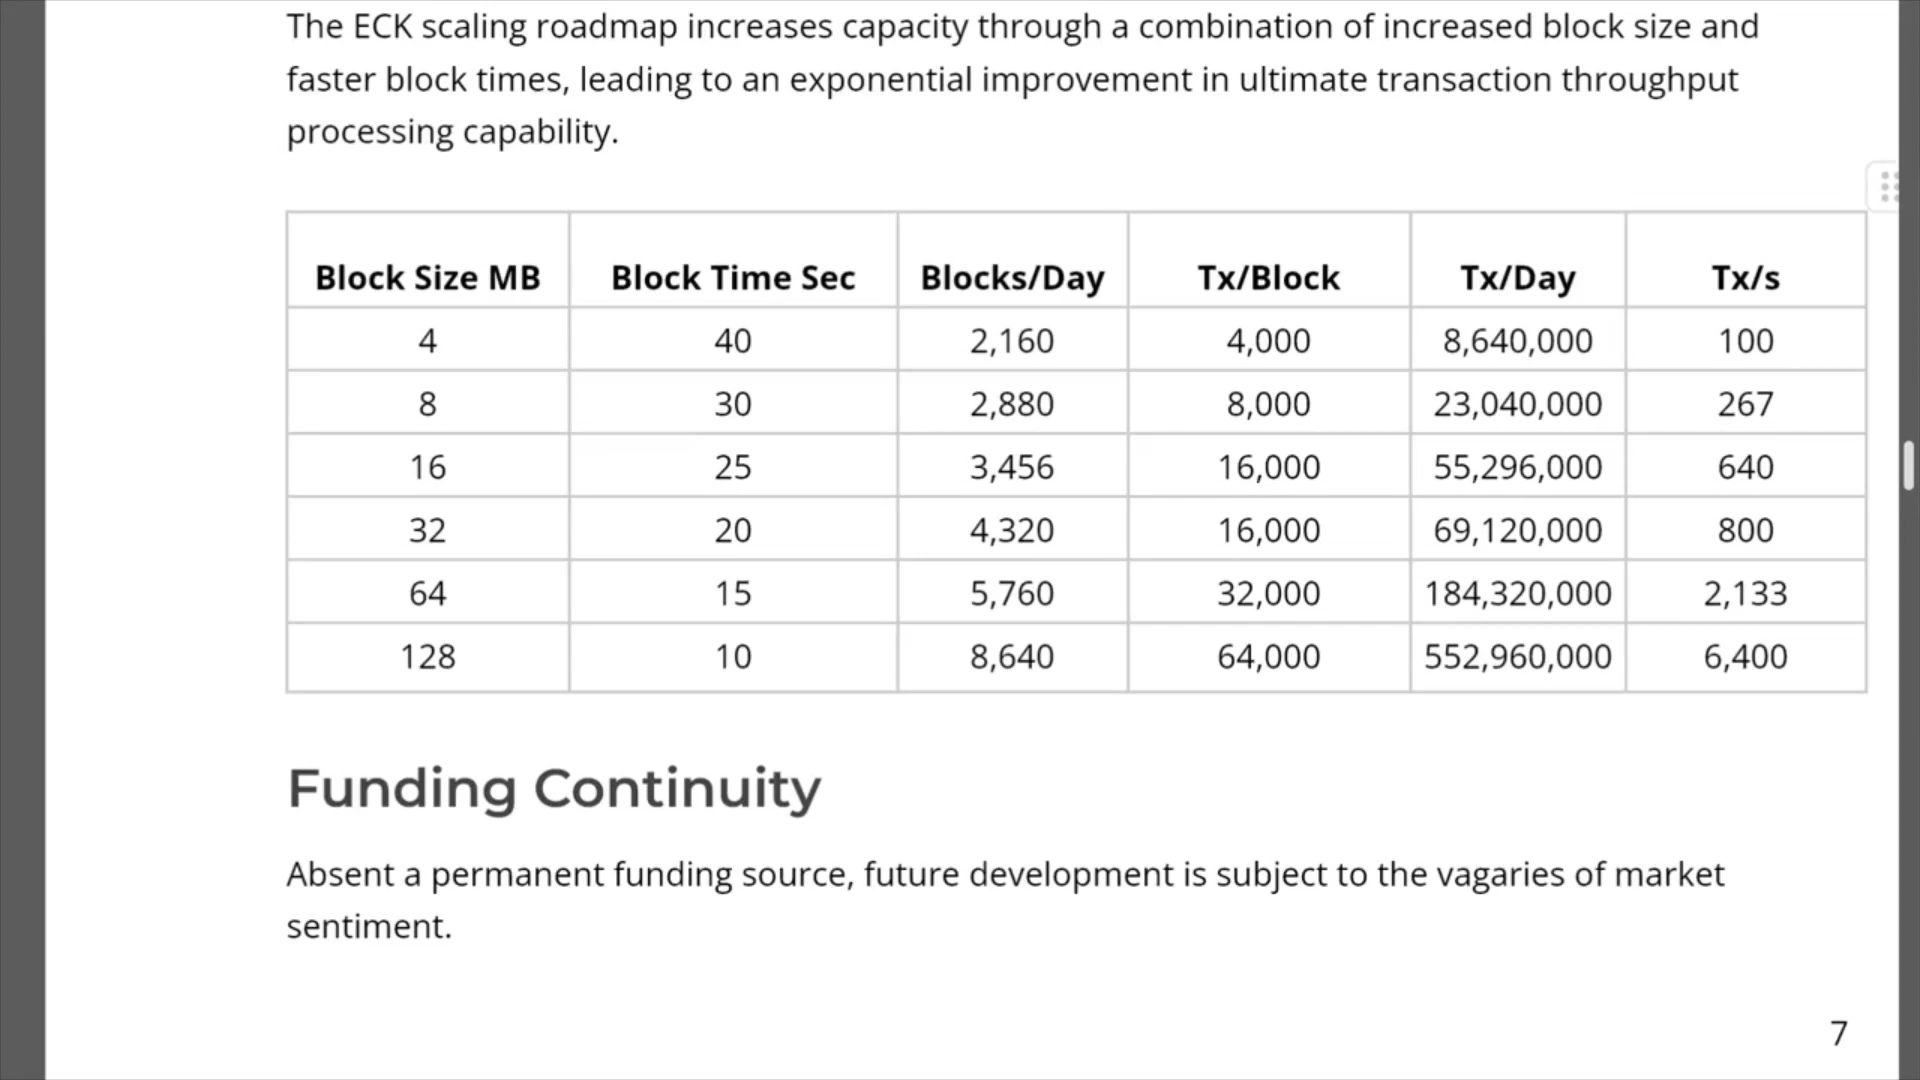 The ECK scaling roadmap increases capacity through a combination of increased block size and
faster block times, leading to an exponential improvement in ultimate transaction throughput
processing capability.
Block Size MB Block Time Sec Blocks/Day Tx/Block Tx/Day Tx/s
4 40 2,160 4,000 8,640,000 100
8 30 2,880 8,000 23,040,000 267
16 25 3,456 16,000 55,296,000 640
32 20 4,320 16,000 69,120,000 800
64 15 5,760 32,000 184,320,000 2,133
128 10 8,640 64,000 552,960,000 6,400
Funding Continuity
Absent a permanent funding source, future development is subject to the vagaries of market
sentiment.
7